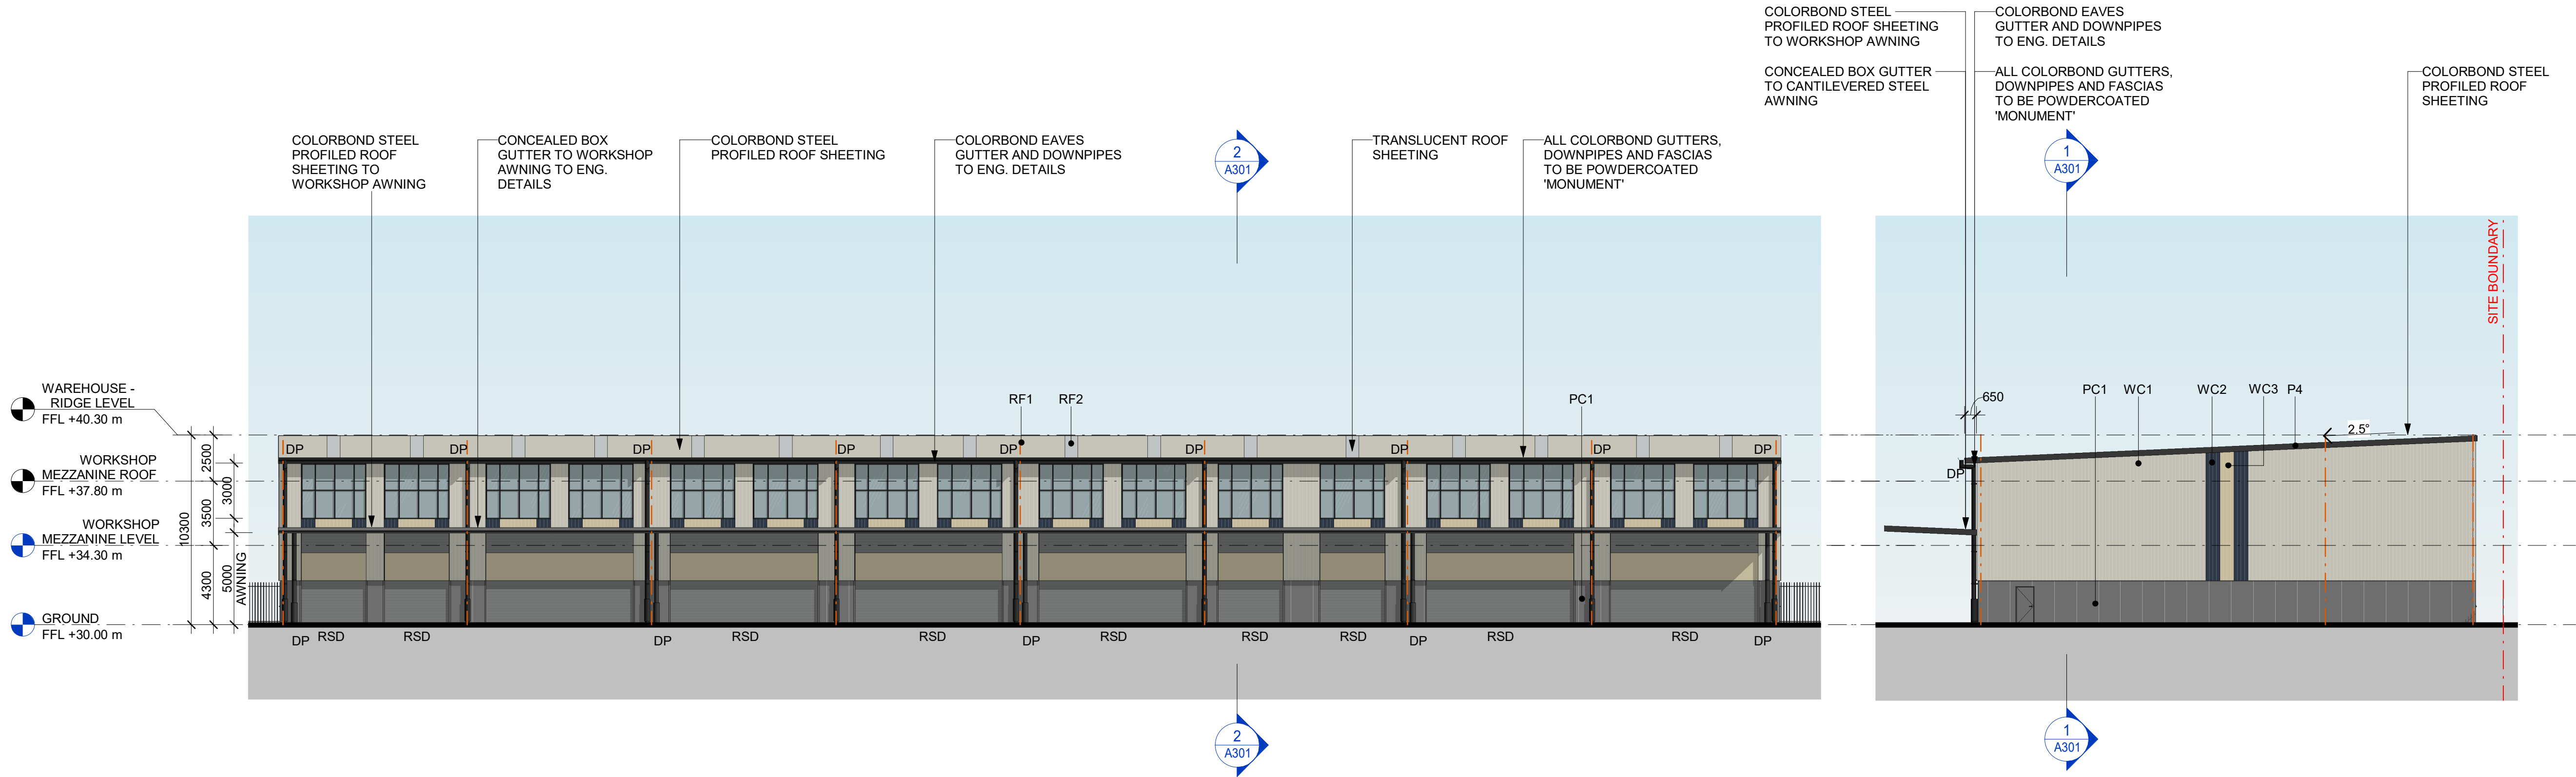 COLORBOND STEEL
PROFILED ROOF SHEETING
TO WORKSHOP AWNING
COLORBOND EAVES
GUTTER AND DOWNPIPES
TO ENG. DETAILS
CONCEALED BOX GUTTER
TO CANTILEVERED STEEL
AWNING
ALL COLORBOND GUTTERS,
DOWNPIPES AND FASCIAS
TO BE POWDERCOATED
'MONUMENT'
COLORBOND STEEL
PROFILED ROOF
SHEETING
COLORBOND STEEL
PROFILED ROOF
SHEETING TO
WORKSHOP AWNING
CONCEALED BOX
GUTTER TO WORKSHOP
AWNING TO ENG.
DETAILS
COLORBOND STEEL
PROFILED ROOF SHEETING
COLORBOND EAVES
GUTTER AND DOWNPIPES
TO ENG. DETAILS
2
A301
TRANSLUCENT ROOF
SHEETING
ALL COLORBOND GUTTERS,
DOWNPIPES AND FASCIAS
TO BE POWDERCOATED
'MONUMENT'
1
A301
SITE BOUNDARY
WAREHOUSE -
RIDGE LEVEL
FFL +40.30 m
WORKSHOP
MEZZANINE ROOF
FFL +37.80 m
WORKSHOP
MEZZANINE LEVEL
FFL +34.30 m
GROUND
FFL +30.00 m
10300
2500
3500
4300
3000
5000
AWNING
RF1
RF2
PC1
DP
DP
DP
DP
DP
DP
DP
DP
DP
DP
RSD
RSD
DP
RSD
RSD
DP
RSD
RSD
RSD
DP
RSD
RSD
DP
650
PC1
WC1
WC2
WC3
P4
2.5°
DP
2
A301
1
A301